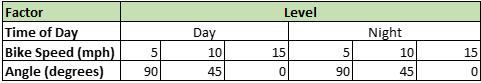 Factor Level
Time of Day Day Night
Bike Speed (mph) 5 10 15 5 10 15
Angle (degrees) 90 45 0 90 45 0